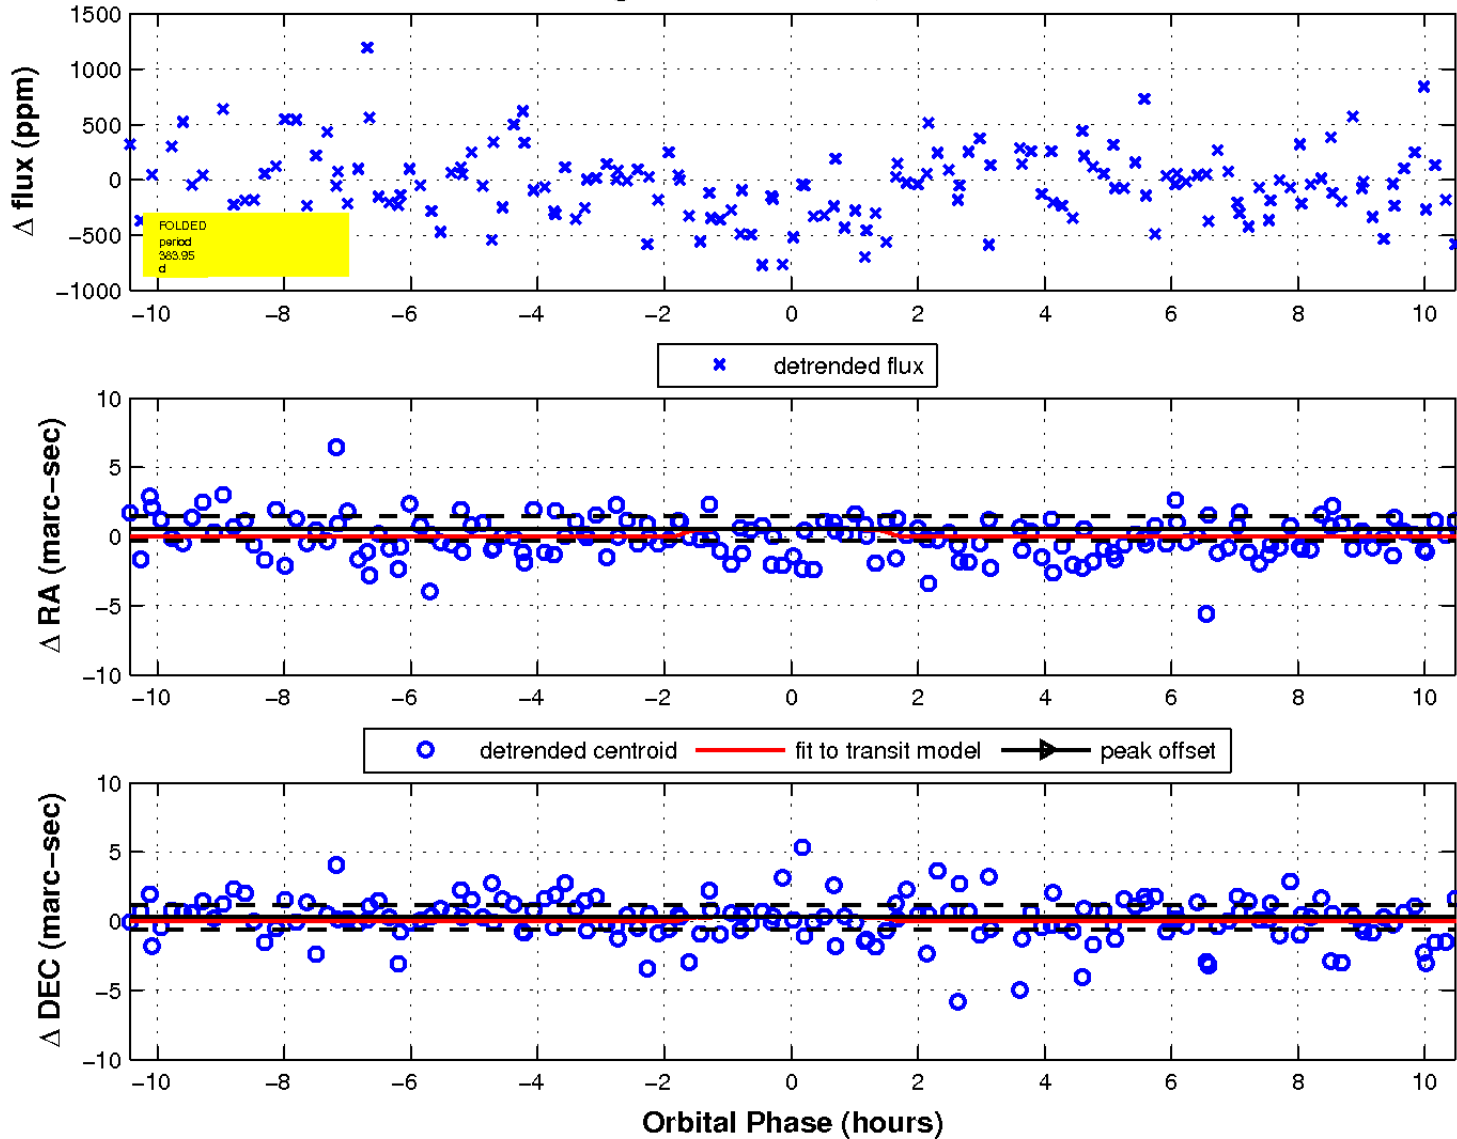 1500
1000
500
0
−500
−1000
Δ flux (ppm)
FOLDED
period
383.95
d
−10 −8 −6 −4 −2 0 2 4 6 8 10
detrended flux
10
5
0
−5
−10
Δ RA (marc−sec)
−10 −8 −6 −4 −2 0 2 4 6 8 10
detrended centroid fit to transit model peak offset
10
5
0
−5
−10
Δ DEC (marc−sec)
−10 −8 −6 −4 −2 0 2 4 6 8 10
Orbital Phase (hours)